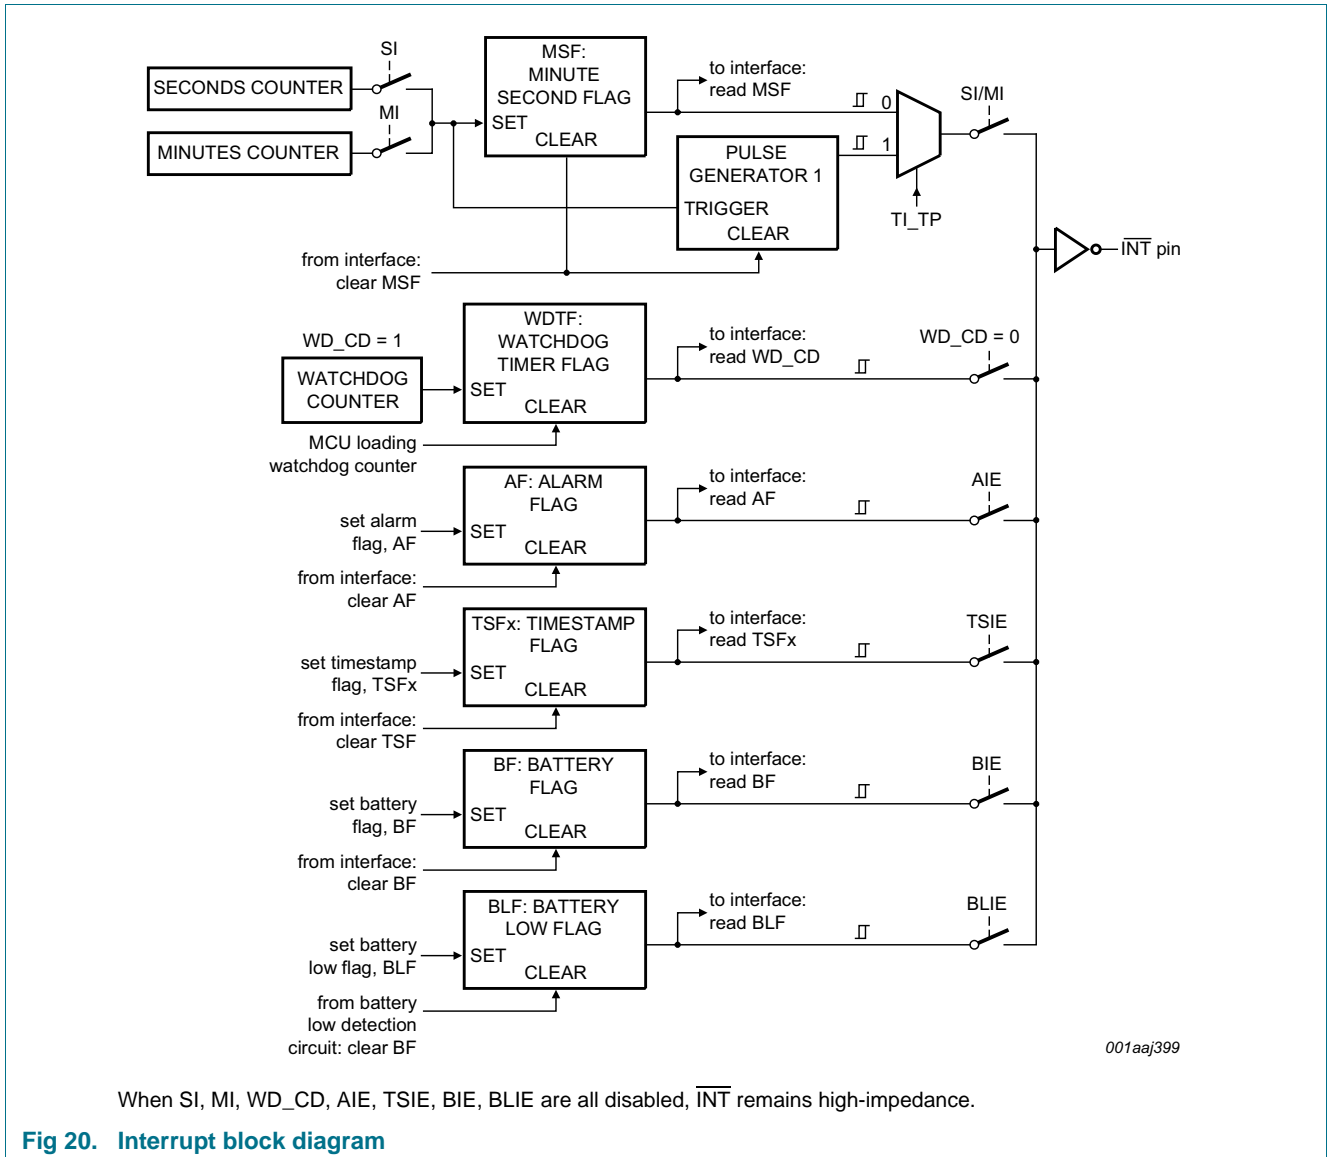 SI
MSF:
MINUTE
SECOND FLAG
SET
CLEAR
SECONDS COUNTER
MI
MINUTES COUNTER
to interface:
read MSF
0
1
SI/MI
PULSE
GENERATOR 1
TRIGGER
CLEAR
TI_TP
INT pin
from interface:
clear MSF
WD_CD = 1
WATCHDOG
COUNTER
WDTF:
WATCHDOG
TIMER FLAG
SET
CLEAR
to interface:
read WD_CD
WD_CD = 0
MCU loading
watchdog counter
AF: ALARM
FLAG
SET
CLEAR
to interface:
read AF
AIE
set alarm
flag, AF
from interface:
clear AF
TSFx: TIMESTAMP
FLAG
SET
CLEAR
to interface:
read TSFx
TSIE
set timestamp
flag, TSFx
from interface:
clear TSF
BF: BATTERY
FLAG
SET
CLEAR
to interface:
read BF
BIE
set battery
flag, BF
from interface:
clear BF
BLF: BATTERY
LOW FLAG
SET
CLEAR
to interface:
read BLF
BLIE
set battery
low flag, BLF
from battery
low detection
circuit: clear BF
001aaj399
When SI, MI, WD_CD, AIE, TSIE, BIE, BLIE are all disabled, INT remains high-impedance.
Fig 20. Interrupt block diagram